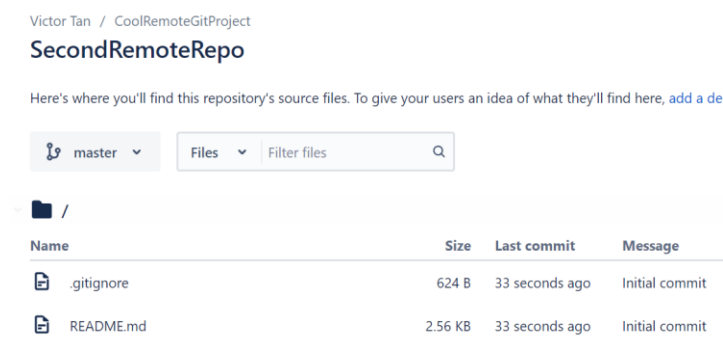 Victor Tan / CoolRemoteGitProject
SecondRemoteRepo
Here's where you'll find this repository's source files. To give your users an idea of what they'll find here, add a de
master Files Filter files
/
Name Size Last commit Message
.gitignore 624 B 33 seconds ago Initial commit
README.md 2.56 KB 33 seconds ago Initial commit